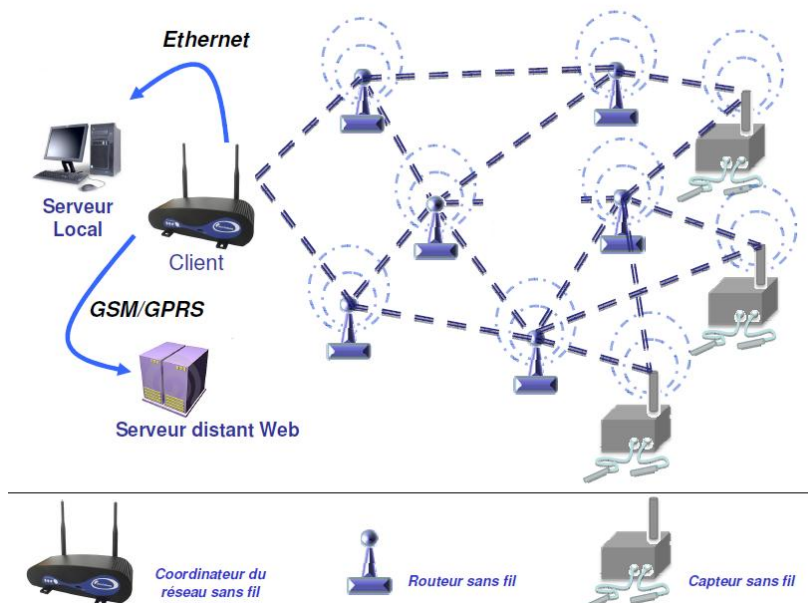 Ethernet
Serveur
Local
Client
GSM/GPRS
Serveur distant Web
Coordinateur du
réseau sans fil
Routeur sans fil
Capteur sans fil